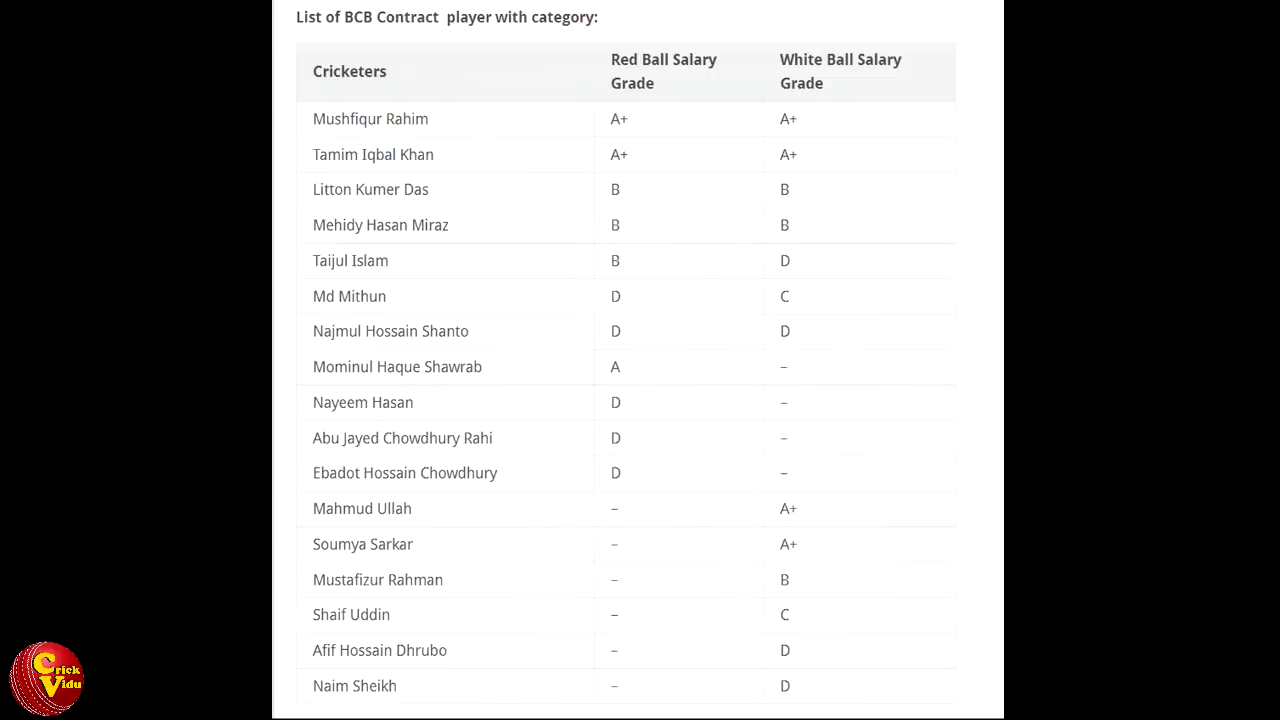 List of BCB Contract player with category:
Cricketers Red Ball Salary Grade White Ball Salary Grade
Mushfiqur Rahim A+ A+
Tamim Iqbal Khan A+ A+
Litton Kumer Das B B
Mehidy Hasan Miraz B B
Taijul Islam B D
Md Mithun D C
Najmul Hossain Shanto D D
Mominul Haque Shawrab A –
Nayeem Hasan D –
Abu Jayed Chowdhury Rahi D –
Ebadot Hossain Chowdhury D –
Mahmud Ullah – A+
Soumya Sarkar – A+
Mustafizur Rahman – B
Shaif Uddin – C
Afif Hossain Dhrubo – D
Naim Sheikh – D
Crick
Vidu